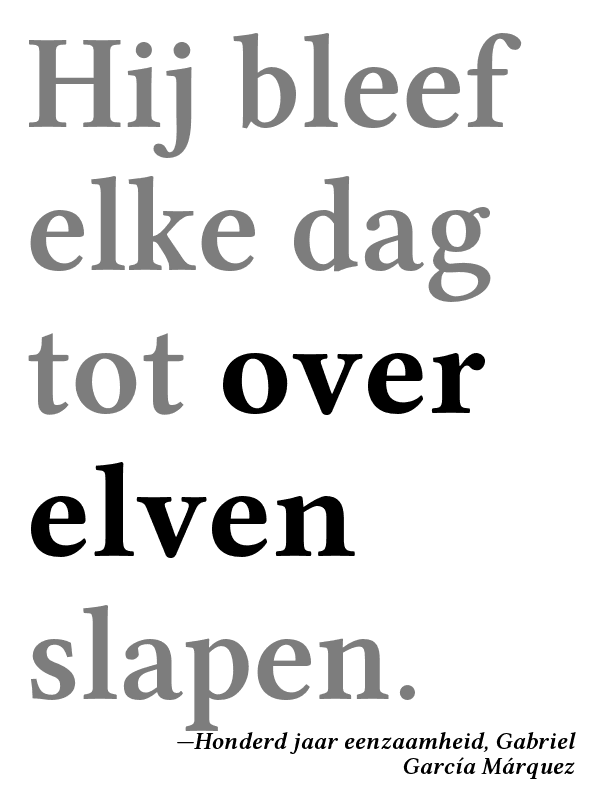 Hij bleef
elke dag
tot over
elven
slapen.
—Honderd jaar eenzaamheid, Gabriel
García Márquez